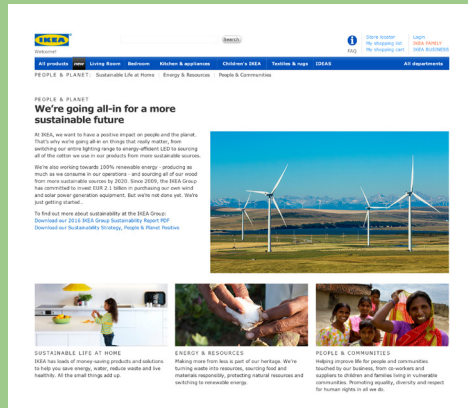 IKEA
Welcome!
Search
FAQ
Store locator
My shopping list
My shopping cart
Login
IKEA FAMILY
IKEA BUSINESS
All products new Living Room Bedroom Kitchen & appliances Children's IKEA Textiles & rugs IDEAS All departments
PEOPLE & PLANET: Sustainable Life at Home Energy & Resources People & Communities
PEOPLE & PLANET
We're going all-in for a more
sustainable future
At IKEA, we want to have a positive impact on people and the planet.
That's why we're going all-in on things that really matter, from
switching our entire lighting range to energy-efficient LED to sourcing
all of the cotton we use in our products from more sustainable sources.
We're also working towards 100% renewable energy - producing as
much as we consume in our operations - and sourcing all of our wood
from more sustainable sources by 2020. Since 2009, the IKEA Group
has committed to invest EUR 2.1 billion in purchasing our own wind
and solar power generation equipment. But we're not done yet. We're
just getting started.
To find out more about sustainability at the IKEA Group:
Download our 2016 IKEA Group Sustainability Report PDF
Download our Sustainability Strategy, People & Planet Positive
SUSTAINABLE LIFE AT HOME
IKEA has loads of money-saving products and solutions
to help you save energy, water, reduce waste and live
healthily. All the small things add up.
ENERGY & RESOURCES
Making more from less is part of our heritage. We're
turning waste into resources, sourcing food and
materials responsibly, protecting natural resources and
switching to renewable energy.
PEOPLE & COMMUNITIES
Helping improve life for people and communities
touched by our business, from co-workers and
suppliers to children and families living in vulnerable
communities. Promoting equality, diversity and respect
for human rights in all we do.